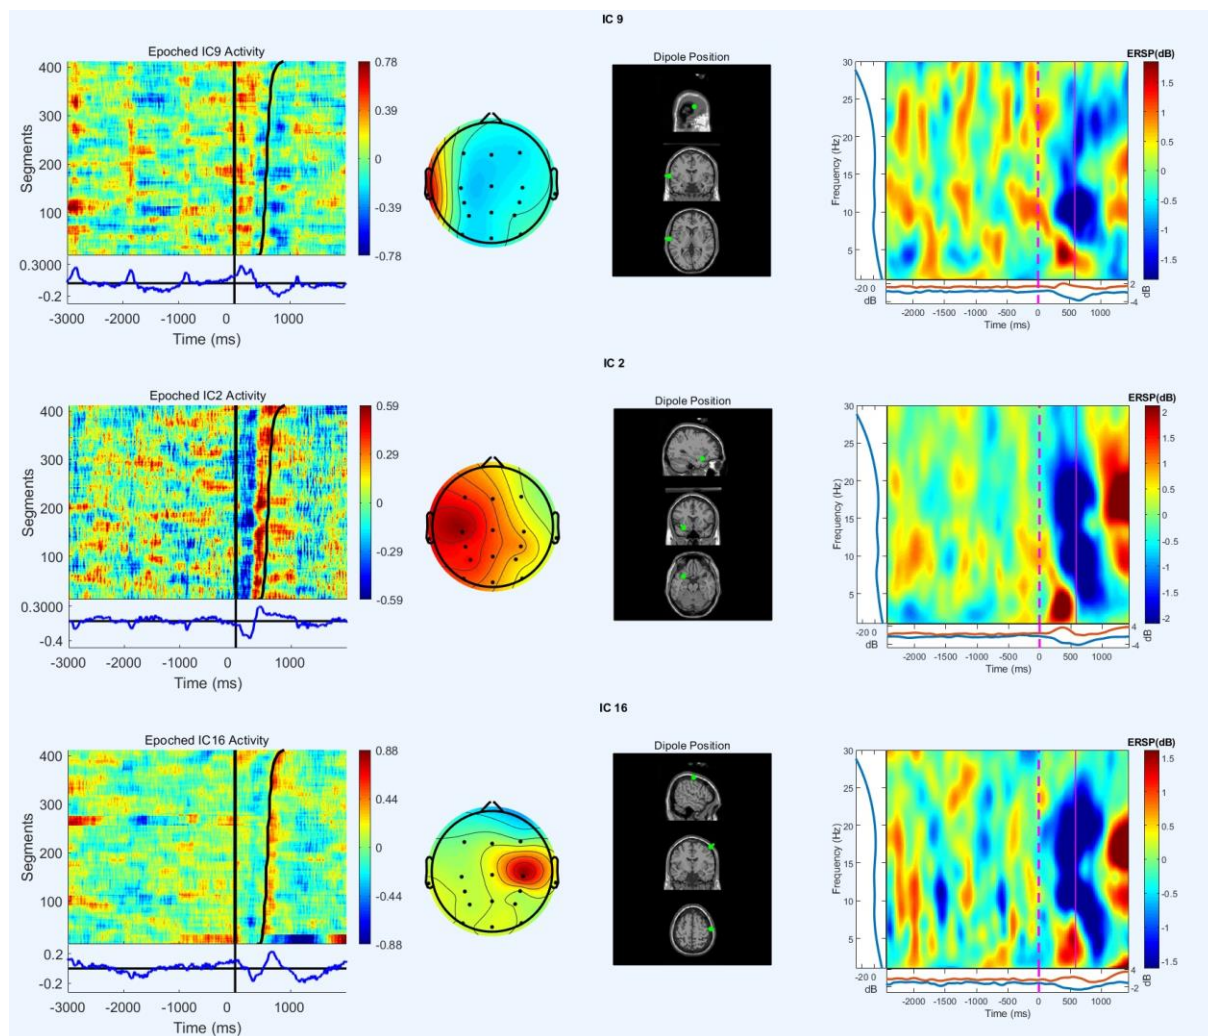 IC 9
Epoched IC9 Activity
Segments
400
300
200
100
0.78
0.39
0
-0.39
-0.78
0.3000
-0.2
-3000 -2000 -1000 0 1000
Time (ms)
Dipole Position
ERSP(dB)
Frequency (Hz)
30
25
20
15
10
5
1.5
1
0.5
0
-0.5
-1
-1.5
-20 0
dB
2
-4
dB
-2000 -1500 -1000 -500 0 500 1000
Time (ms)
IC 2
Epoched IC2 Activity
Segments
400
300
200
100
0.59
0.29
0
-0.29
-0.59
0.3000
-0.4
-3000 -2000 -1000 0 1000
Time (ms)
Dipole Position
ERSP(dB)
Frequency (Hz)
30
25
20
15
10
5
2
1.5
1
0.5
0
-0.5
-1
-1.5
-2
-20 0
dB
4
-4
dB
-2000 -1500 -1000 -500 0 500 1000
Time (ms)
IC 16
Epoched IC16 Activity
Segments
400
300
200
100
0.88
0.44
0
-0.44
-0.88
0.2
-0.2
-3000 -2000 -1000 0 1000
Time (ms)
Dipole Position
ERSP(dB)
Frequency (Hz)
30
25
20
15
10
5
1.5
1
0.5
0
-0.5
-1
-1.5
-20 0
dB
4
-2
dB
-2000 -1500 -1000 -500 0 500 1000
Time (ms)